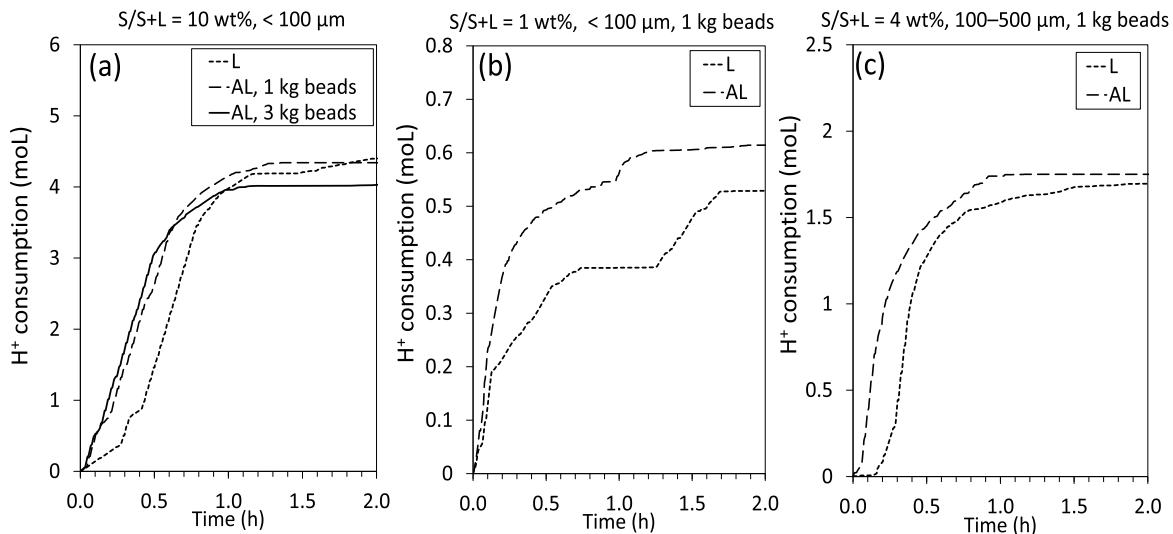 S/S+L = 10 wt%, < 100 µm
(a)
L
AL, 1 kg beads
AL, 3 kg beads
H+ consumption (moL)
6
5
4
3
2
1
0
0.0 0.5 1.0 1.5 2.0
Time (h)
S/S+L = 1 wt%, < 100 µm, 1 kg beads
(b)
L
AL
H+ consumption (moL)
0.8
0.7
0.6
0.5
0.4
0.3
0.2
0.1
0
0.0 0.5 1.0 1.5 2.0
Time (h)
S/S+L = 4 wt%, 100–500 µm, 1 kg beads
(c)
L
AL
H+ consumption (moL)
2.5
2
1.5
1
0.5
0
0.0 0.5 1.0 1.5 2.0
Time (h)